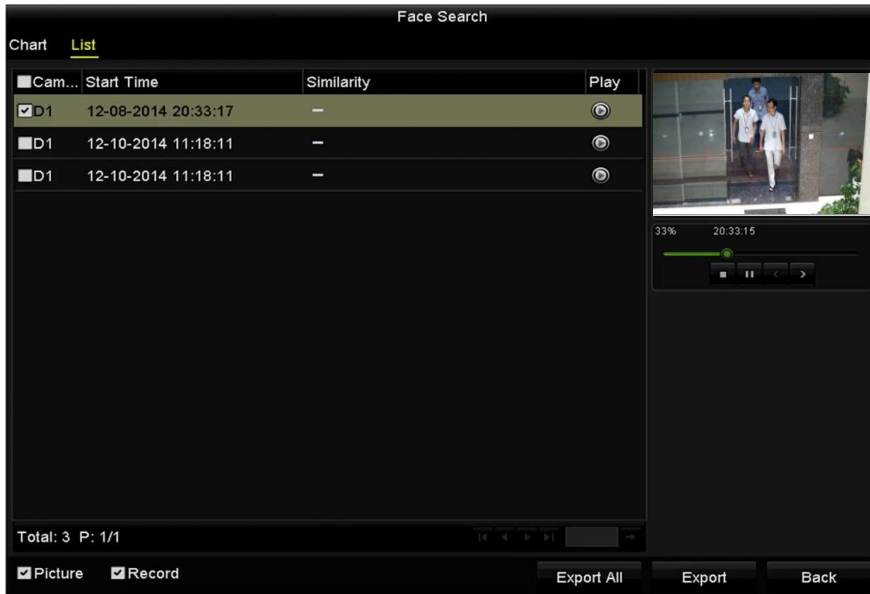 Face Search
Chart List
Cam... Start Time Similarity Play
D1 12-08-2014 20:33:17 –
D1 12-10-2014 11:18:11 –
D1 12-10-2014 11:18:11 –
33% 20:33:15
Total: 3 P: 1/1
Picture Record Export All Export Back